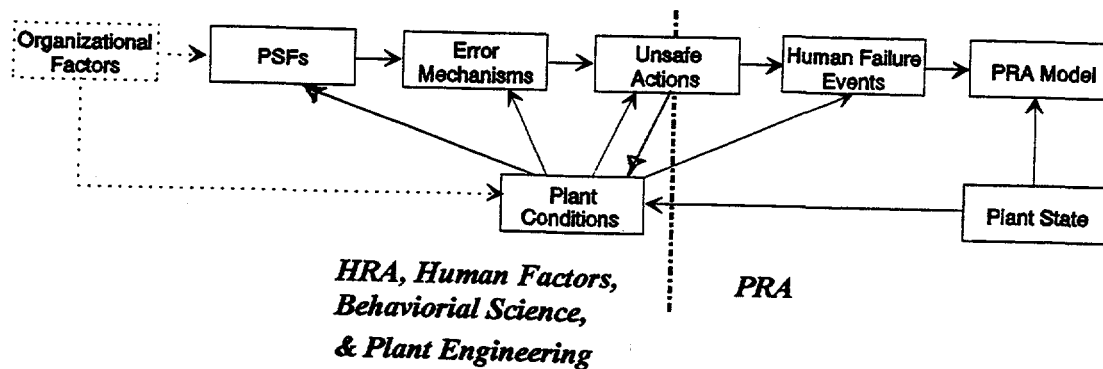 Organizational
Factors
PSFs
Error
Mechanisms
Unsafe
Actions
Human Failure
Events
PRA Model
Plant
Conditions
Plant State
HRA, Human Factors,
Behaviorial Science,
& Plant Engineering
PRA